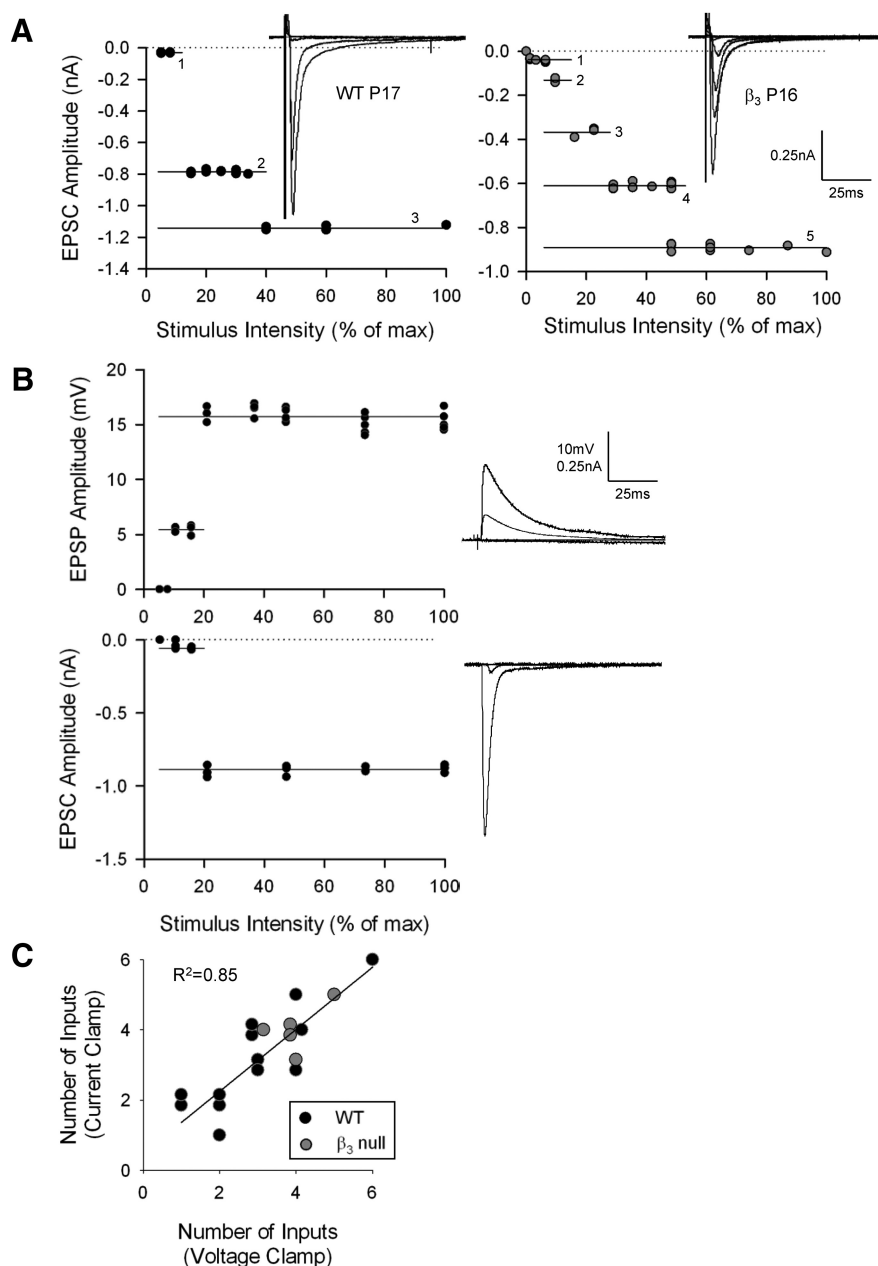 A
EPSC Amplitude (nA)
0.0
-0.2
-0.4
-0.6
-0.8
-1.0
-1.2
-1.4
0
20
40
60
80
100
Stimulus Intensity (% of max)
1
2
3
WT P17
0.0
-0.2
-0.4
-0.6
-0.8
-1.0
0
20
40
60
80
100
Stimulus Intensity (% of max)
1
2
3
4
5
β3 P16
0.25nA
25ms
B
EPSP Amplitude (mV)
20
15
10
5
0
0
20
40
60
80
100
10mV
0.25nA
25ms
EPSC Amplitude (nA)
0.0
-0.5
-1.0
-1.5
0
20
40
60
80
100
Stimulus Intensity (% of max)
C
Number of Inputs
(Current Clamp)
6
4
2
0
0
2
4
6
R²=0.85
WT
β3 null
Number of Inputs
(Voltage Clamp)